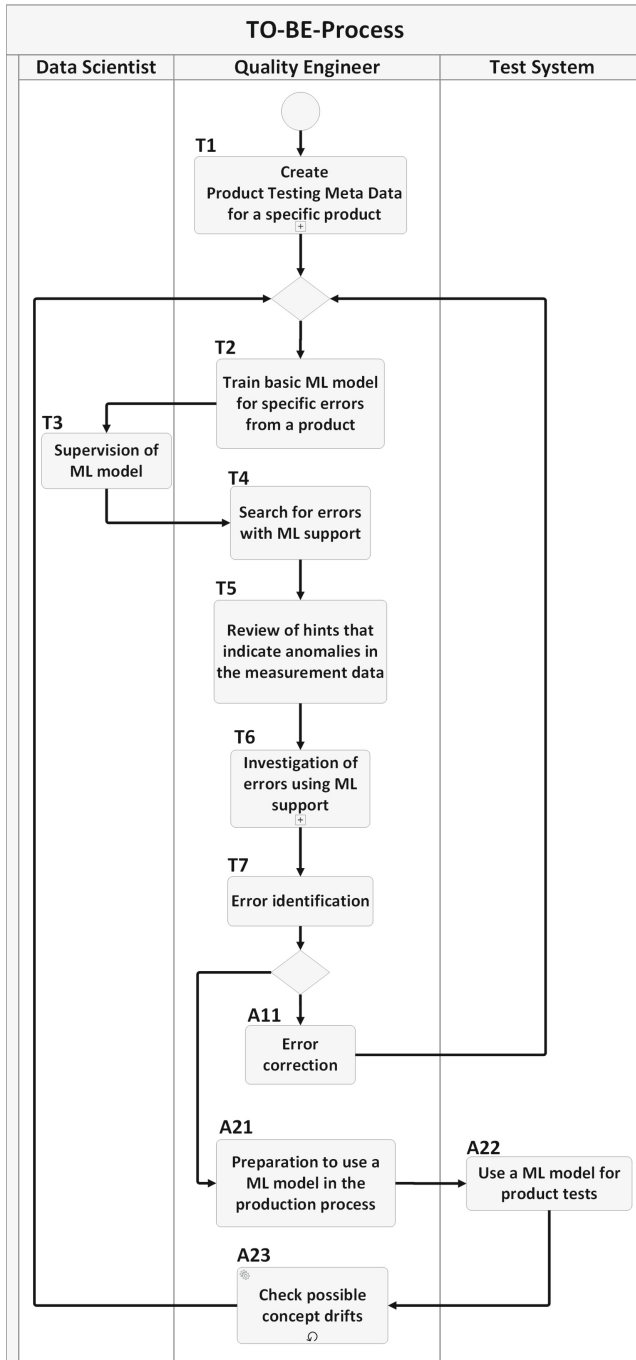 TO-BE-Process
Data Scientist
Quality Engineer
Test System
T1
Create
Product Testing Meta Data
for a specific product
T2
Train basic ML model
for specific errors
from a product
T3
Supervision of
ML model
T4
Search for errors
with ML support
T5
Review of hints that
indicate anomalies in
the measurement data
T6
Investigation of
errors using ML
support
T7
Error identification
A11
Error
correction
A21
Preparation to use a
ML model in the
production process
A22
Use a ML model for
product tests
A23
Check possible
concept drifts